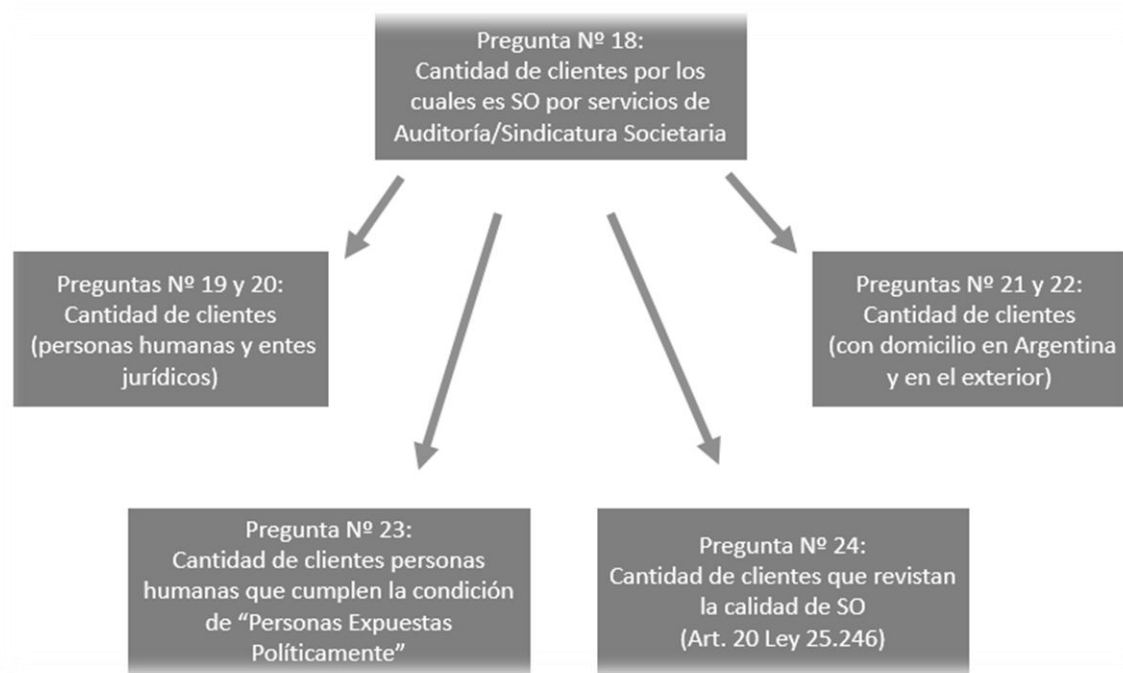 Pregunta Nº 18:
Cantidad de clientes por los
cuales es SO por servicios de
Auditoría/Sindicatura Societaria
Preguntas Nº 19 y 20:
Cantidad de clientes
(personas humanas y entes
jurídicos)
Preguntas Nº 21 y 22:
Cantidad de clientes
(con domicilio en Argentina
y en el exterior)
Pregunta Nº 23:
Cantidad de clientes personas
humanas que cumplen la condición
de “Personas Expuestas
Políticamente”
Pregunta Nº 24:
Cantidad de clientes que revistan
la calidad de SO
(Art. 20 Ley 25.246)